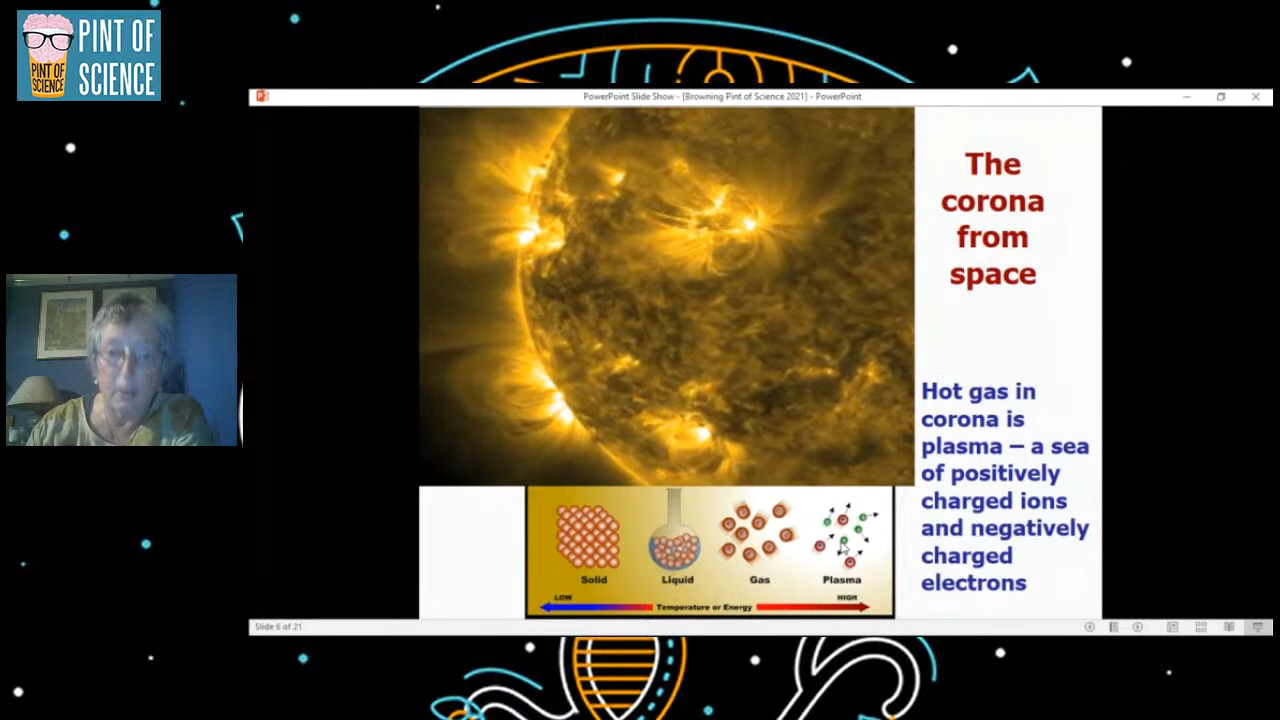 PINT OF
SCIENCE
PINT OF
SCIENCE
PowerPoint Slide Show - [Browning Pint of Science 2021] - PowerPoint
The
corona
from
space
Hot gas in
corona is
plasma – a sea
of positively
charged ions
and negatively
charged
electrons
Solid Liquid Gas Plasma
LOW HIGH
Temperature or Energy
Slide 6 of 21